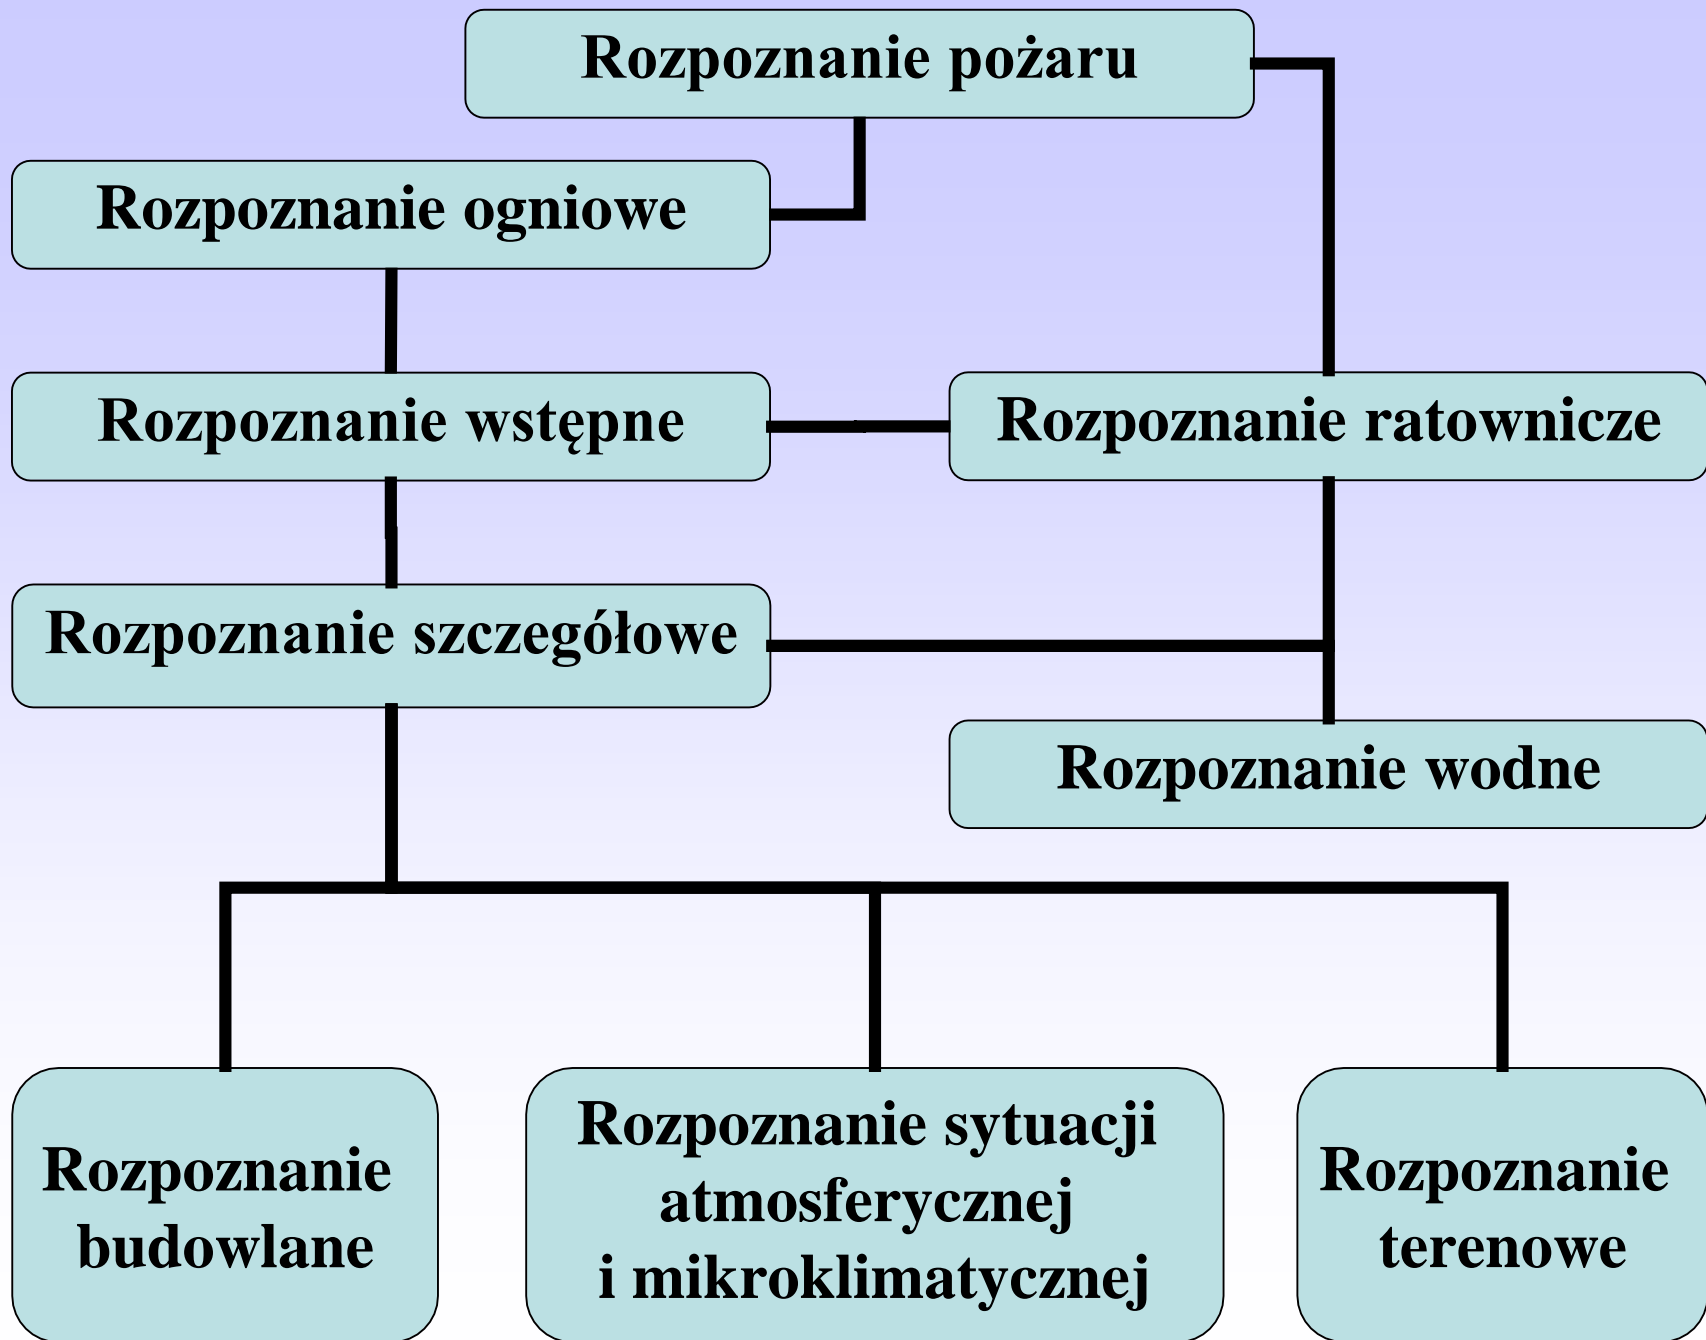 Rozpoznanie pożaru
Rozpoznanie ogniowe
Rozpoznanie wstępne
Rozpoznanie ratownicze
Rozpoznanie szczegółowe
Rozpoznanie wodne
Rozpoznanie
budowlane
Rozpoznanie sytuacji
atmosferycznej
i mikroklimatycznej
Rozpoznanie
terenowe